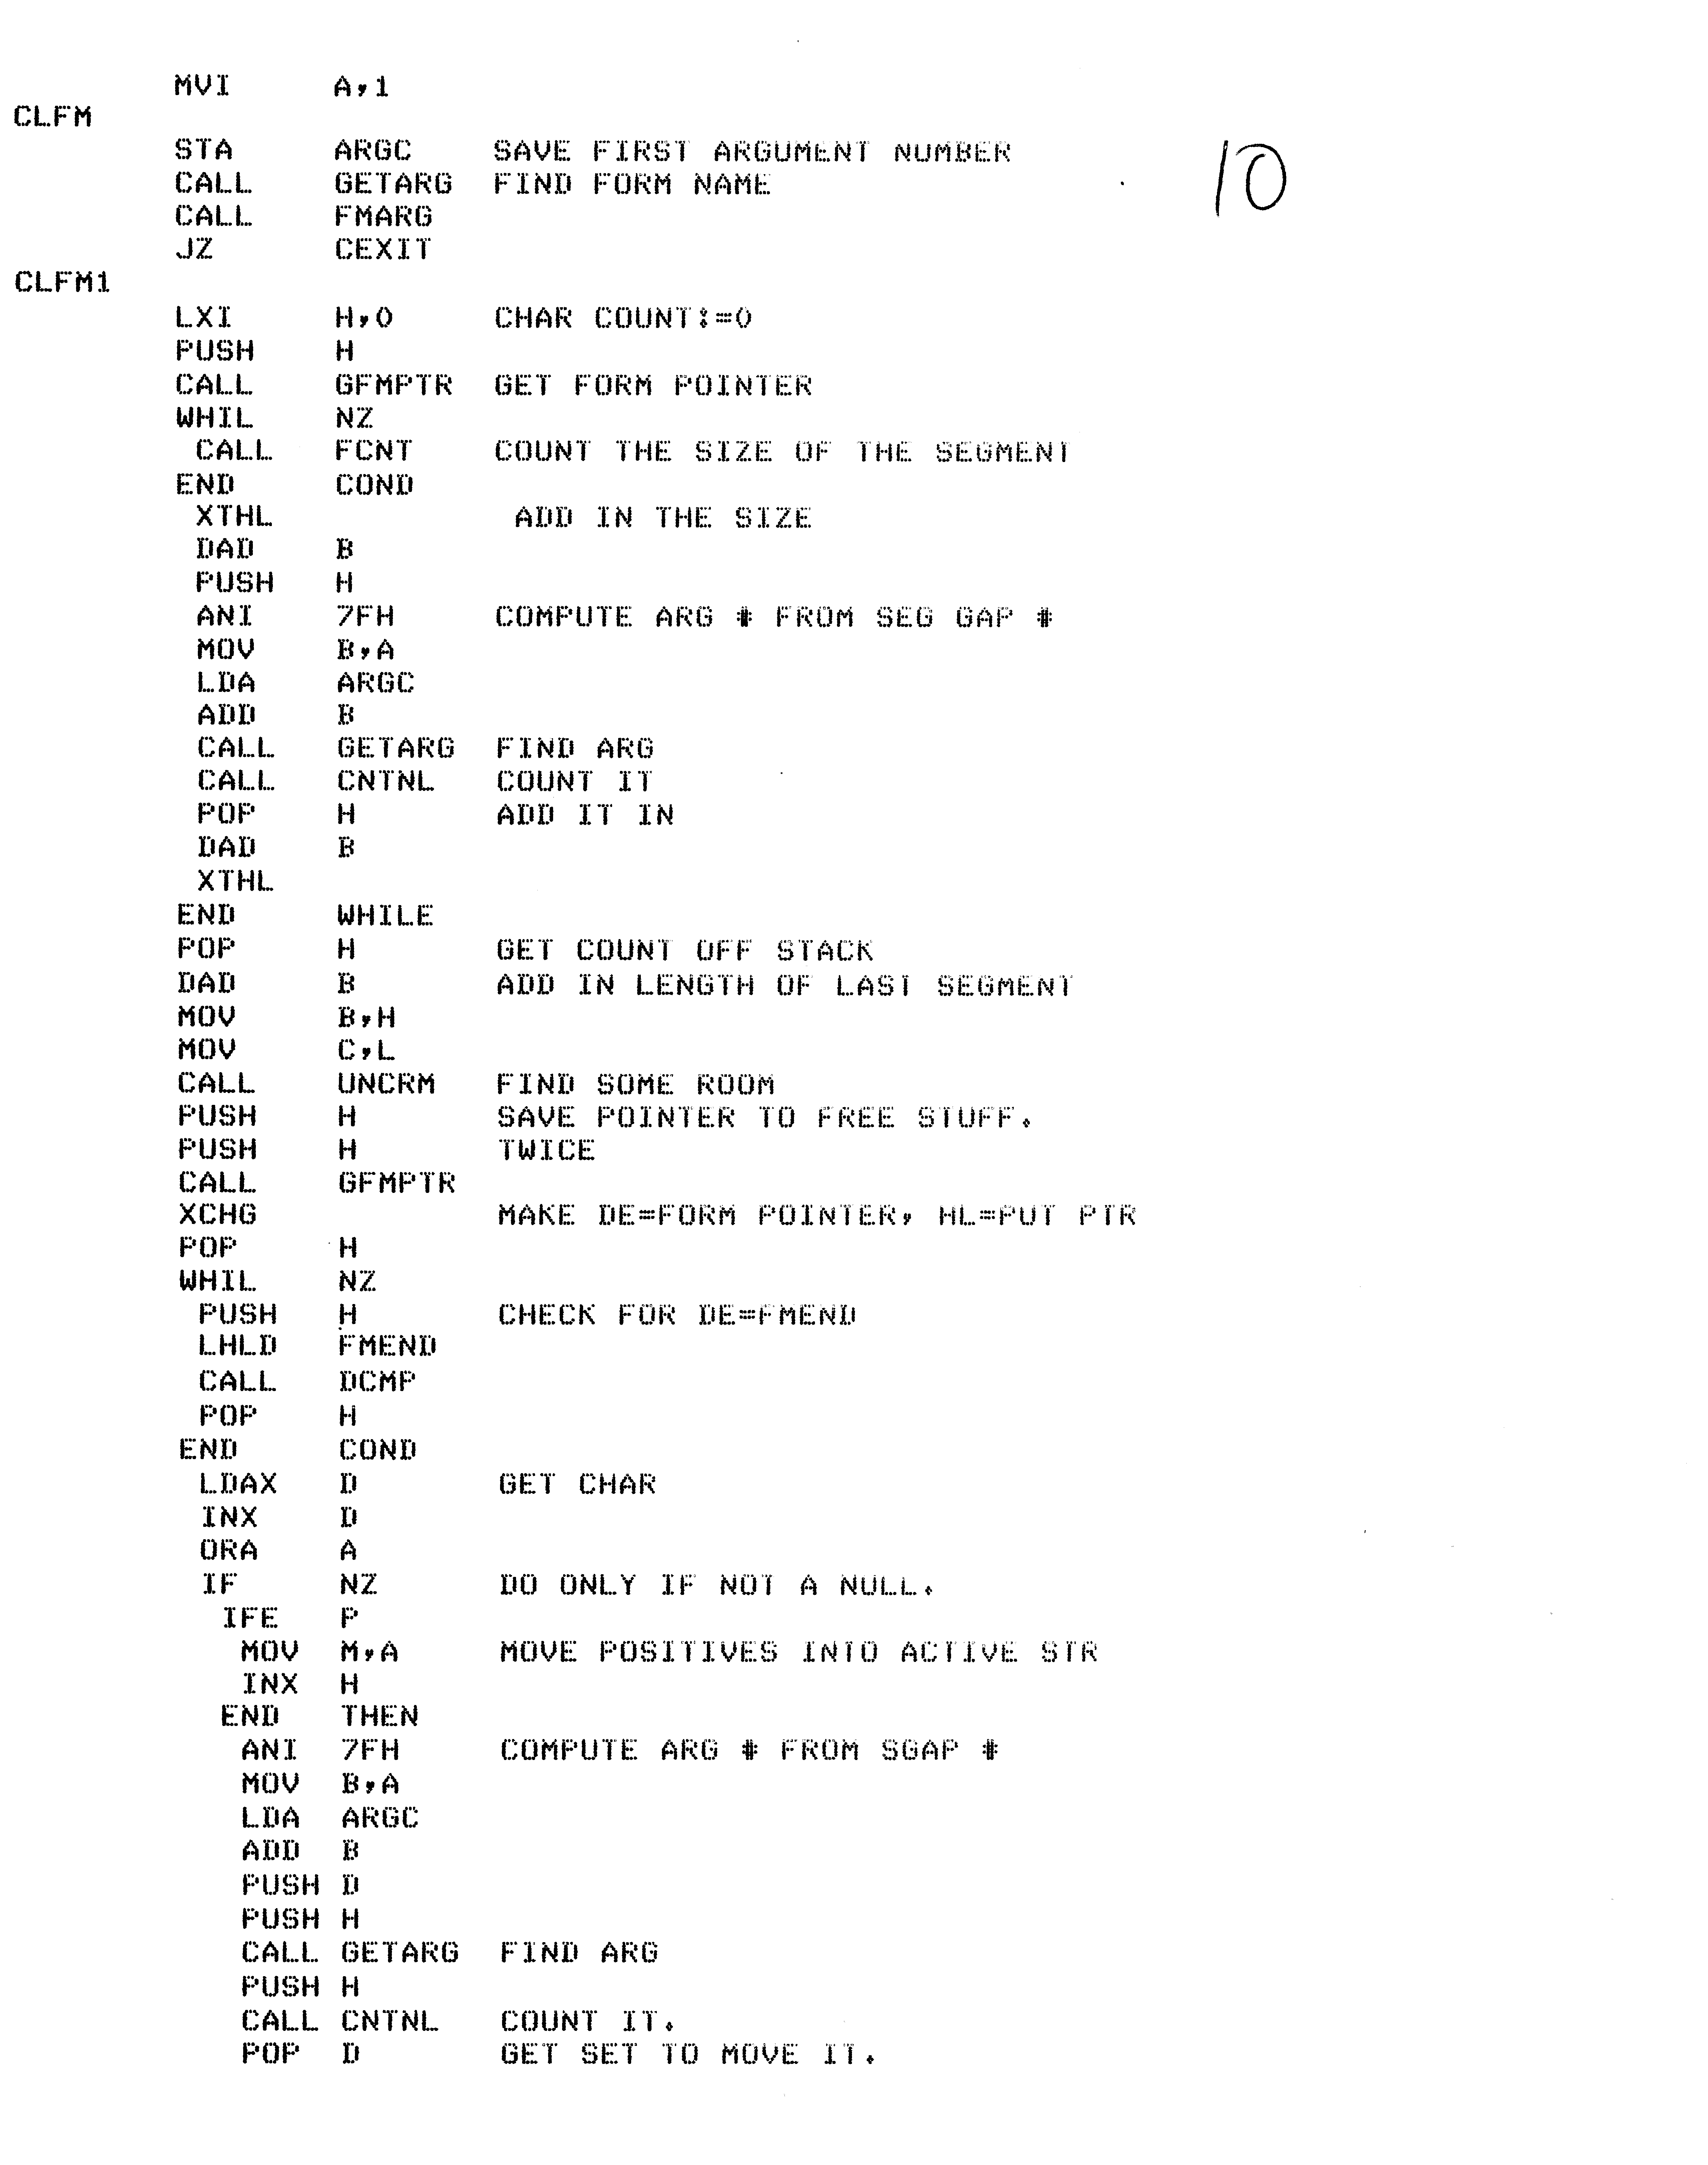 MVI A,1
CLFM
STA ARGC SAVE FIRST ARGUMENT NUMBER
10
CALL GETARG FIND FORM NAME
CALL FMARG
JZ CEXIT
CLFM1
LXI H,0 CHAR COUNT:=0
PUSH H
CALL GFMPTR GET FORM POINTER
WHIL NZ
CALL FCNT COUNT THE SIZE OF THE SEGMENT
END COND
XTHL ADD IN THE SIZE
DAD B
PUSH H
ANI 7FH COMPUTE ARG # FROM SEG GAP #
MOV B,A
LDA ARGC
ADD B
CALL GETARG FIND ARG
CALL CNTNL COUNT IT
POP H ADD IT IN
DAD B
XTHL
END WHILE
POP H GET COUNT OFF STACK
DAD B ADD IN LENGTH OF LAST SEGMENT
MOV B,H
MOV C,L
CALL UNCRM FIND SOME ROOM
PUSH H SAVE POINTER TO FREE STUFF.
PUSH H TWICE
CALL GFMPTR
XCHG MAKE DE=FORM POINTER, HL=PUT PTR
POP H
WHIL NZ
PUSH H CHECK FOR DE=FMEND
LHLD FMEND
CALL DCMP
POP H
END COND
LDAX D GET CHAR
INX D
ORA A
IF NZ DO ONLY IF NOT A NULL.
IFE P
MOV M,A MOVE POSITIVES INTO ACTIVE STR
INX H
END THEN
ANI 7FH COMPUTE ARG # FROM SGAP #
MOV B,A
LDA ARGC
ADD B
PUSH D
PUSH H
CALL GETARG FIND ARG
PUSH H
CALL CNTNL COUNT IT.
POP D GET SET TO MOVE IT.